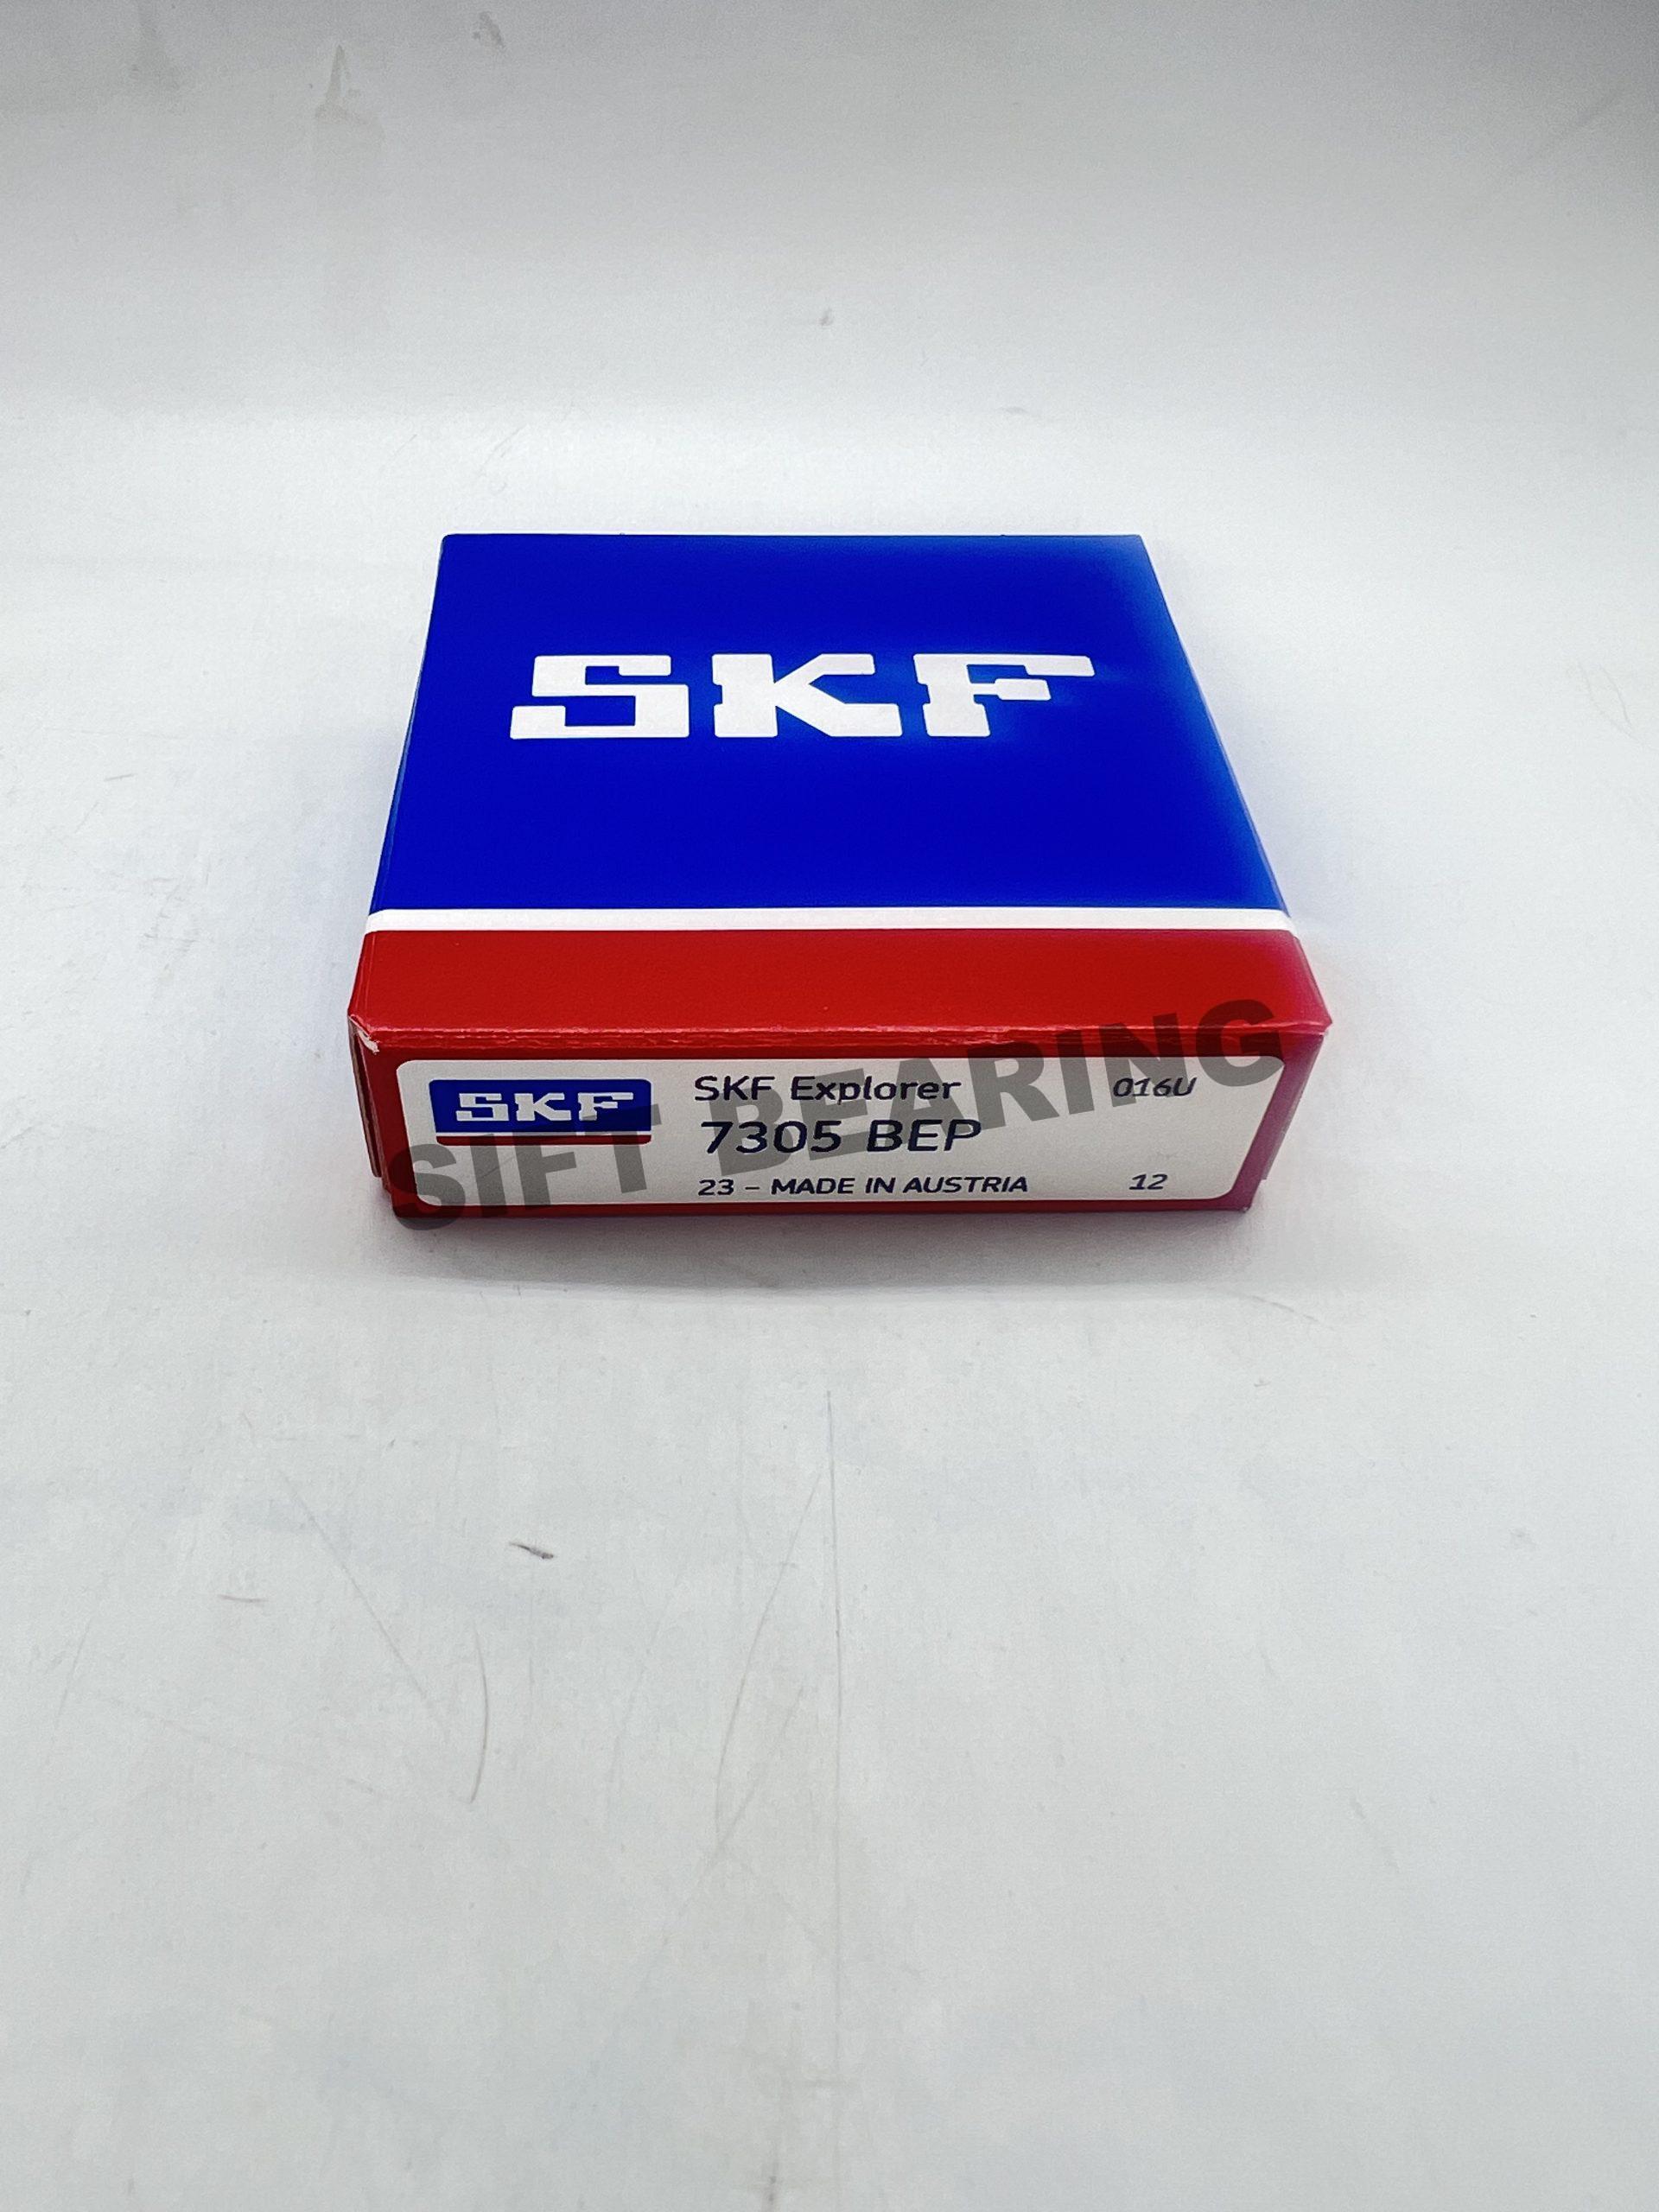 SKF
SKF
SKF Explorer
016U
7305 BEP
23 – MADE IN AUSTRIA
12
SIFT BEARING